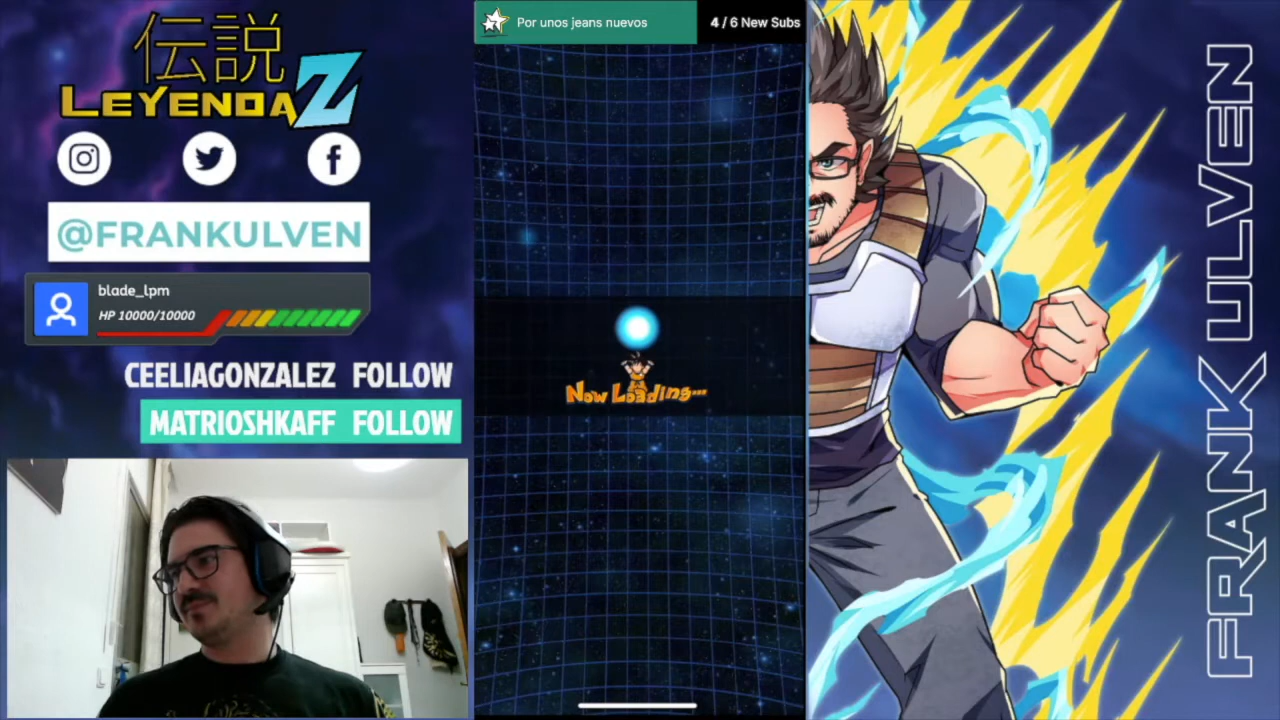 伝説
LEYENDA Z
@FRANKULVEN
blade_lpm
HP 10000/10000
CEELIAGONZALEZ FOLLOW
MATRIOSHKAFF FOLLOW
Por unos jeans nuevos
4 / 6 New Subs
Now Loading...
FRANK ULVEN